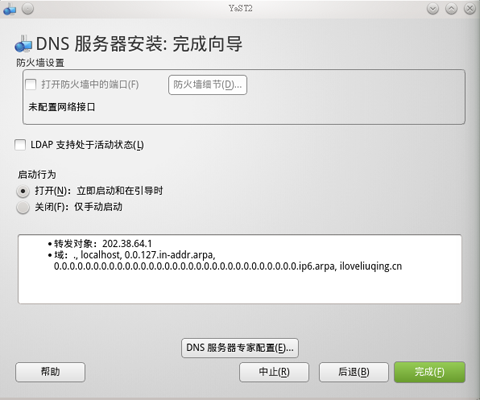 YaST2
DNS 服务器安装: 完成向导
防火墙设置
打开防火墙中的端口(F)
防火墙细节(D)...
未配置网络接口
LDAP 支持处于活动状态(L)
启动行为
打开(N): 立即启动和在引导时
关闭(F): 仅手动启动
• 转发对象: 202.38.64.1
• 域: ., localhost, 0.0.127.in-addr.arpa,
0.0.0.0.0.0.0.0.0.0.0.0.0.0.0.0.0.0.0.0.0.0.0.0.0.0.0.0.0.0.0.0.ip6.arpa, iloveliuqing.cn
DNS 服务器专家配置(E)...
帮助
中止(R)
后退(B)
完成(F)